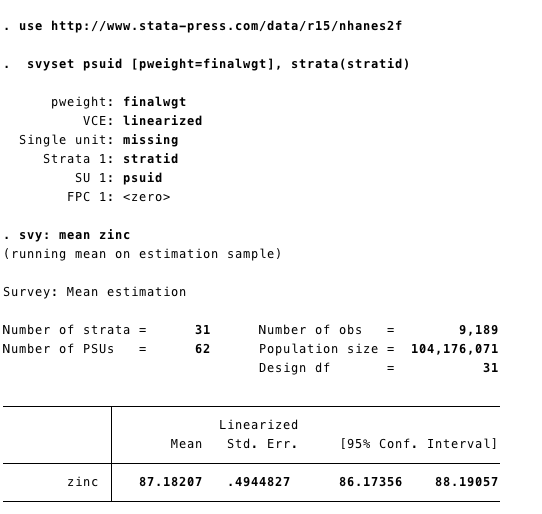 . use http://www.stata-press.com/data/r15/nhanes2f
.  svyset psuid [pweight=finalwgt], strata(stratid)
pweight: finalwgt
VCE: linearized
Single unit: missing
Strata 1: stratid
SU 1: psuid
FPC 1: <zero>
. svy: mean zinc
(running mean on estimation sample)
Survey: Mean estimation
Number of strata = 31 Number of obs = 9,189
Number of PSUs = 62 Population size = 104,176,071
Design df = 31
Linearized
Mean Std. Err. [95% Conf. Interval]
zinc 87.18207 .4944827 86.17356 88.19057